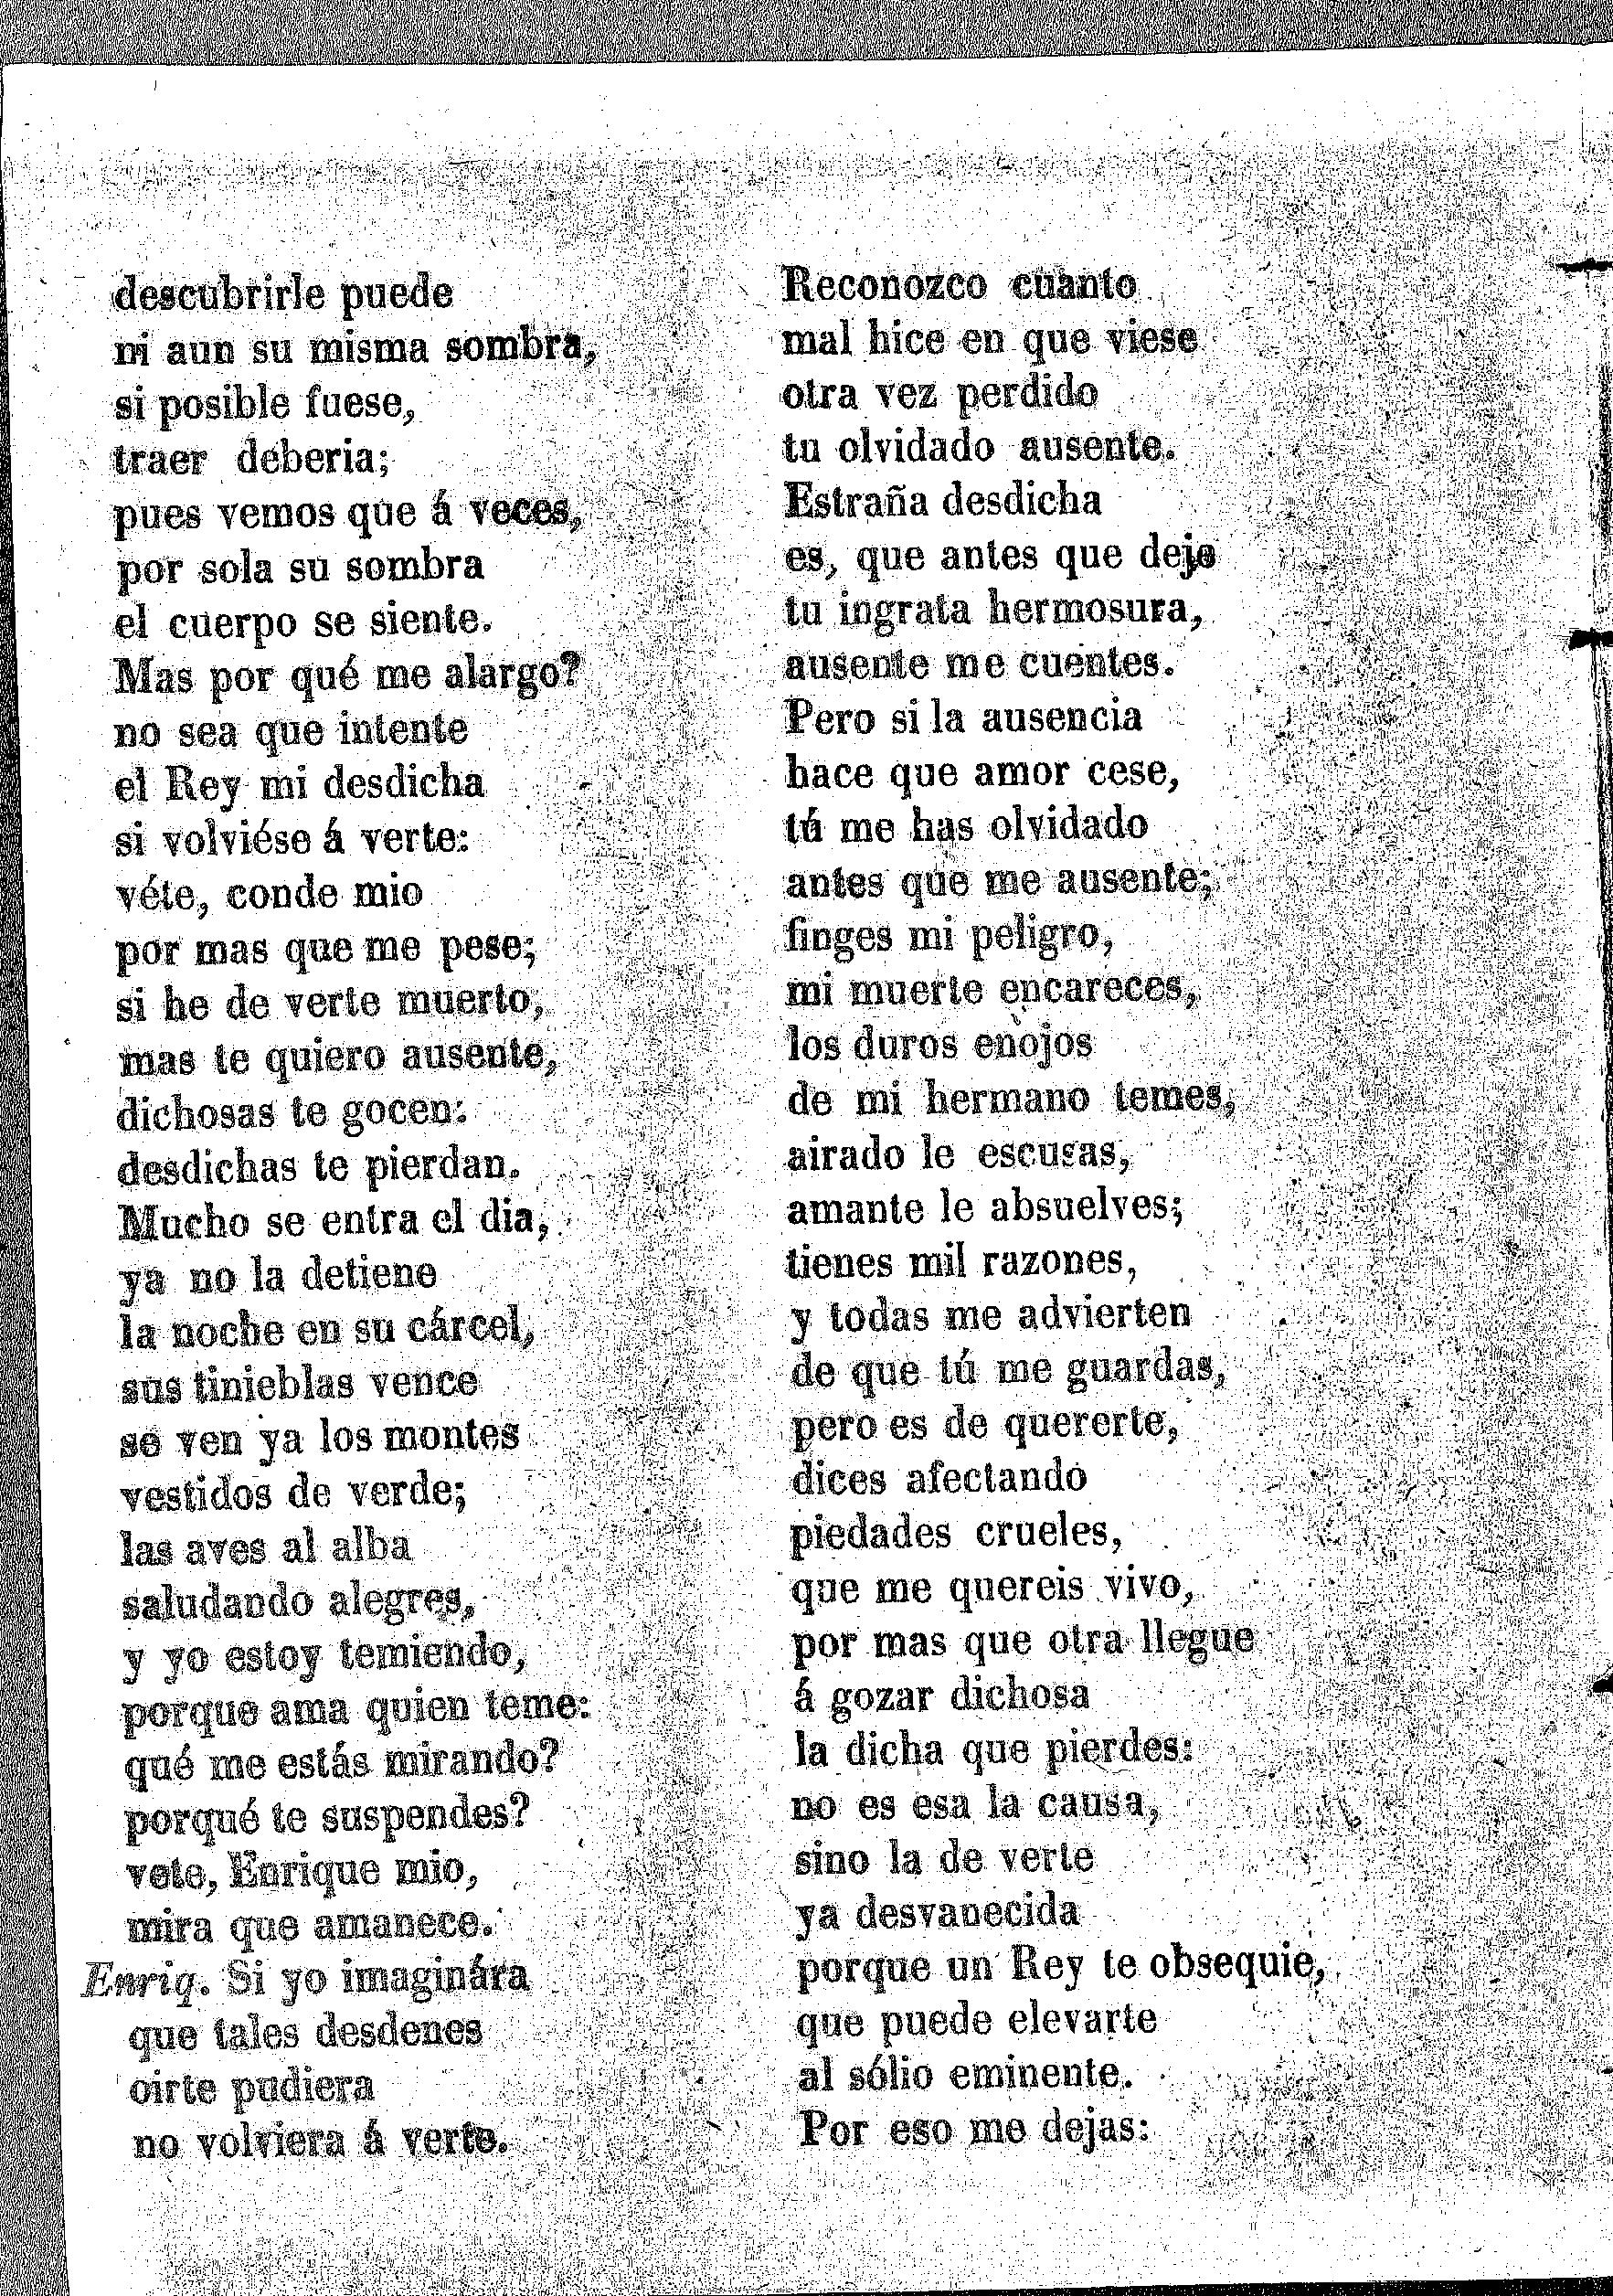 descubrirle puede
ni aun su misma sombra,
si posible fuese,
traer deberia;
pues vemos que á veces,
por sola su sombra
el cuerpo se siente.
Mas por qué me alargo?
no sea que intente
el Rey mi desdicha
si volviése á verte:
véte, conde mio
por mas que me pese;
si he de verte muerto,
mas te quiero ausente,
dichosas te gocen:
desdichas te pierdan.
Mucho se entra el dia,
ya no la detiene
la noche en su cárcel,
sus tinieblas vence
se ven ya los montes
vestidos de verde;
las aves al alba
saludando alegres,
y yo estoy temiendo,
porque ama quien teme:
qué me estás mirando?
porqué te suspendes?
vete, Enrique mio,
mira que amanece.
Enriq. Si yo imaginára
que tales desdenes
oirte pudiera
no volviera á verte.
Reconozco cuanto
mal hice en que viese
otra vez perdido
tu olvidado ausente.
Estraña desdicha
es, que antes que deje
tu ingrata hermosura,
ausente me cuentes.
Pero si la ausencia
hace que amor cese,
tú me has olvidado
antes que me ausente;
finges mi peligro,
mi muerte encareces,
los duros enojos
de mi hermano temes,
airado le escusas,
amante le absuelves;
tienes mil razones,
y todas me advierten
de que tú me guardas,
pero es de quererte,
dices afectando
piedades crueles,
que me quereis vivo,
por mas que otra llegue
á gozar dichosa
la dicha que pierdes:
no es esa la causa,
sino la de verte
ya desvanecida
porque un Rey te obsequie,
que puede elevarte
al sólio eminente.
Por eso me dejas: